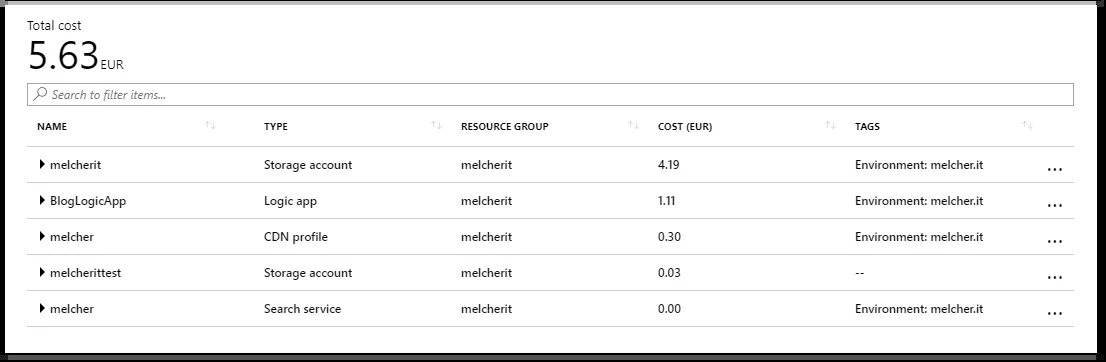 Total cost
5.63 EUR
Search to filter items...
NAME TYPE RESOURCE GROUP COST (EUR) TAGS
melcherit Storage account melcherit 4.19 Environment: melcher.it ...
BlogLogicApp Logic app melcherit 1.11 Environment: melcher.it ...
melcher CDN profile melcherit 0.30 Environment: melcher.it ...
melcherittest Storage account melcherit 0.03 -- ...
melcher Search service melcherit 0.00 Environment: melcher.it ...